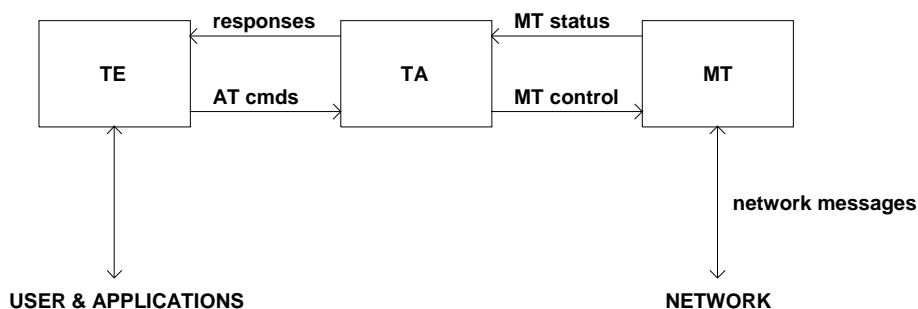 responses
MT status
TE
TA
MT
AT cmds
MT control
network messages
USER & APPLICATIONS
NETWORK